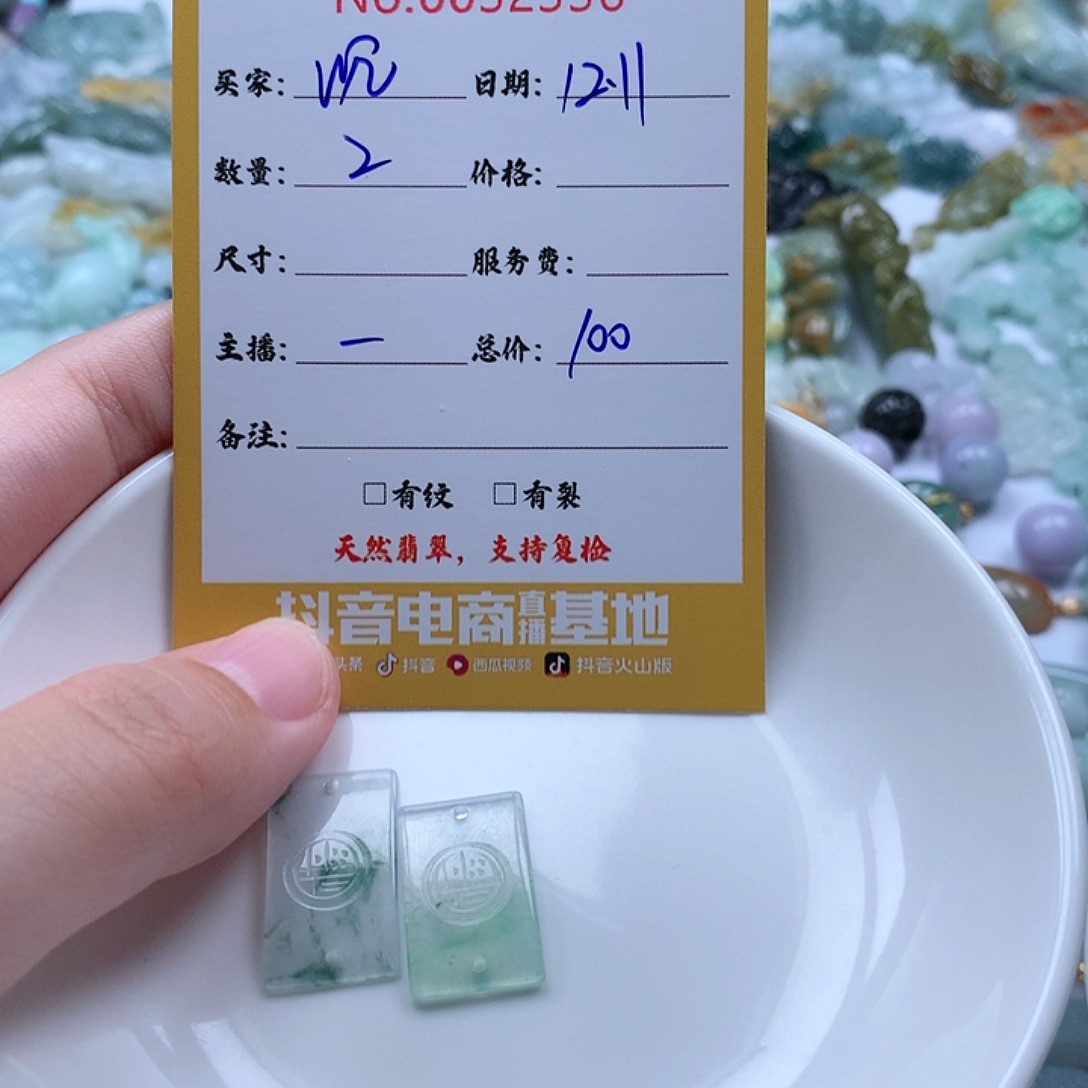 买家： 日期：12.11
数量：2 价格：
尺寸： 服务费：
主播：一 总价：100
备注：
□有纹 □有裂
天然翡翠，支持复检
抖音电商直播基地
头条 抖音 西瓜视频 抖音火山版